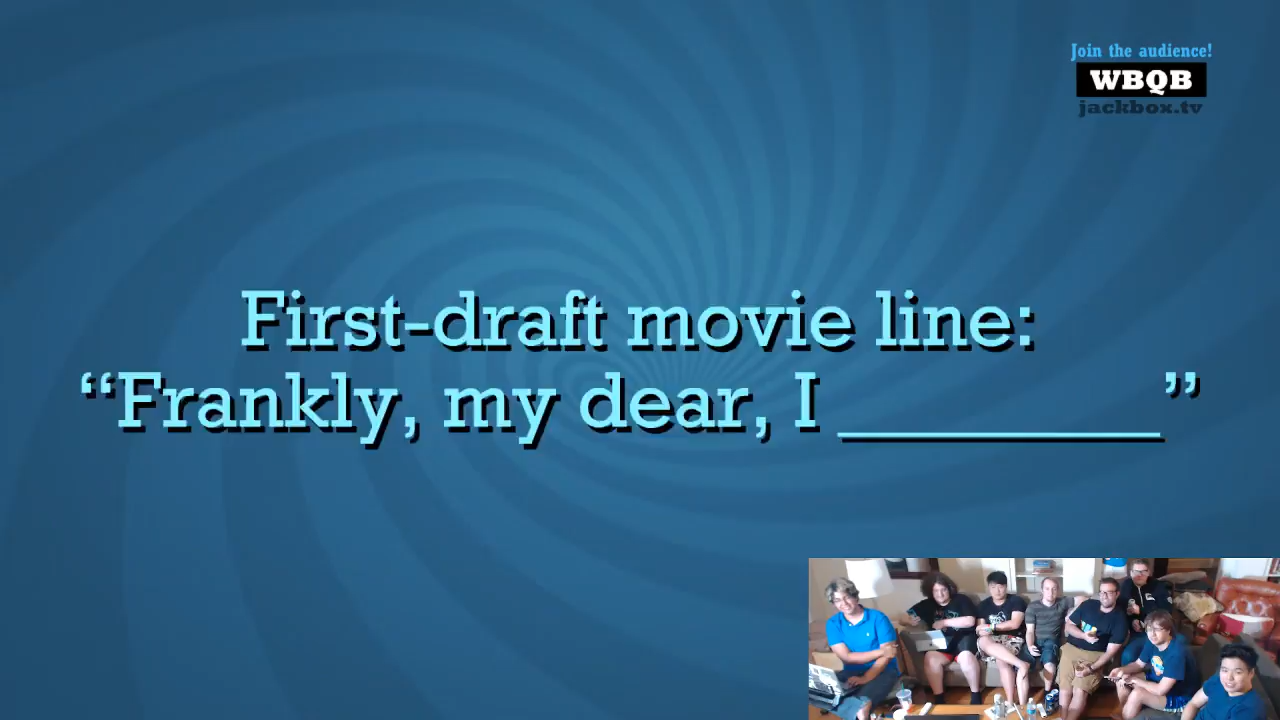 Join the audience!
WBQB
jackbox.tv
First-draft movie line:
“Frankly, my dear, I ________”